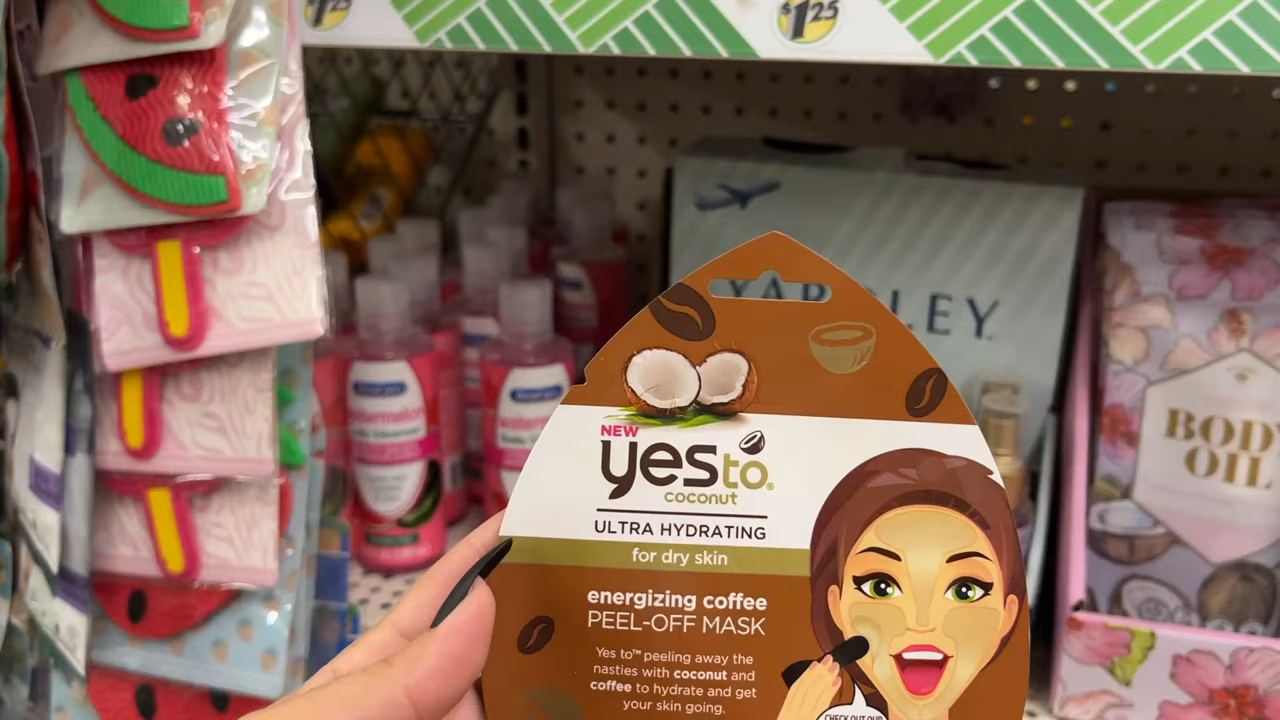 $1.25
$1.25
YARDLEY
BODY
OIL
NEW
yes to®
coconut
ULTRA HYDRATING
for dry skin
energizing coffee
PEEL-OFF MASK
Yes to™ peeling away the
nasties with coconut and
coffee to hydrate and get
your skin going.
CHECK OUT OUR